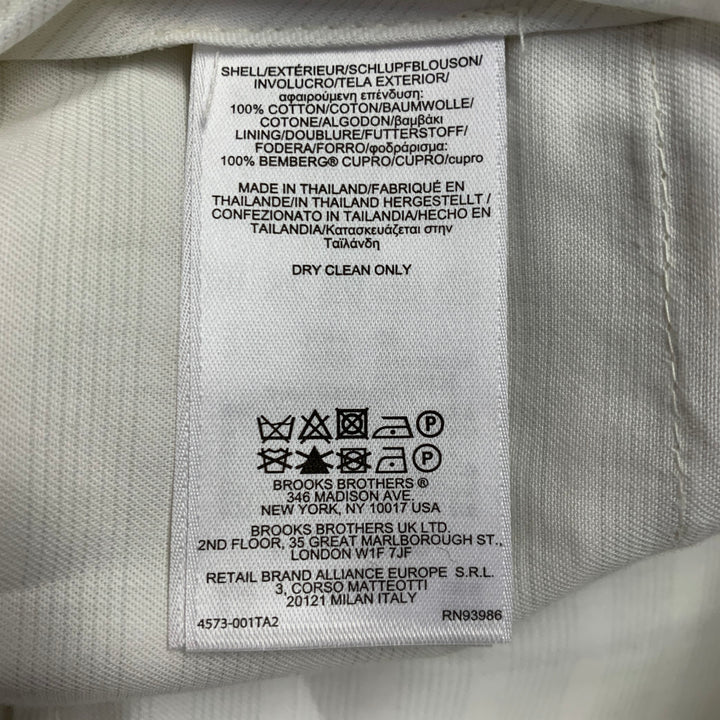 SHELL/EXTÉRIEUR/SCHLUPFBLOUSON/
INVOLUCRO/TELA EXTERIOR/
αφαιρούμενη επένδυση:
100% COTTON/COTON/BAUMWOLLE/
COTONE/ALGODON/βαμβάκι
LINING/DOUBLURE/FUTTERSTOFF/
FODERA/FORRO/φοδράρισμα:
100% BEMBERG® CUPRO/CUPRO/cupro
MADE IN THAILAND/FABRIQUÉ EN
THAILANDE/IN THAILAND HERGESTELLT /
CONFEZIONATO IN TAILANDIA/HECHO EN
TAILANDIA/Κατασκευάζεται στην
Ταϊλάνδη
DRY CLEAN ONLY
P
P
BROOKS BROTHERS ®
346 MADISON AVE.
NEW YORK, NY 10017 USA
BROOKS BROTHERS UK LTD.
2ND FLOOR, 35 GREAT MARLBOROUGH ST.,
LONDON W1F 7JF
RETAIL BRAND ALLIANCE EUROPE S.R.L.
3, CORSO MATTEOTTI
20121 MILAN ITALY
4573-001TA2 RN93986